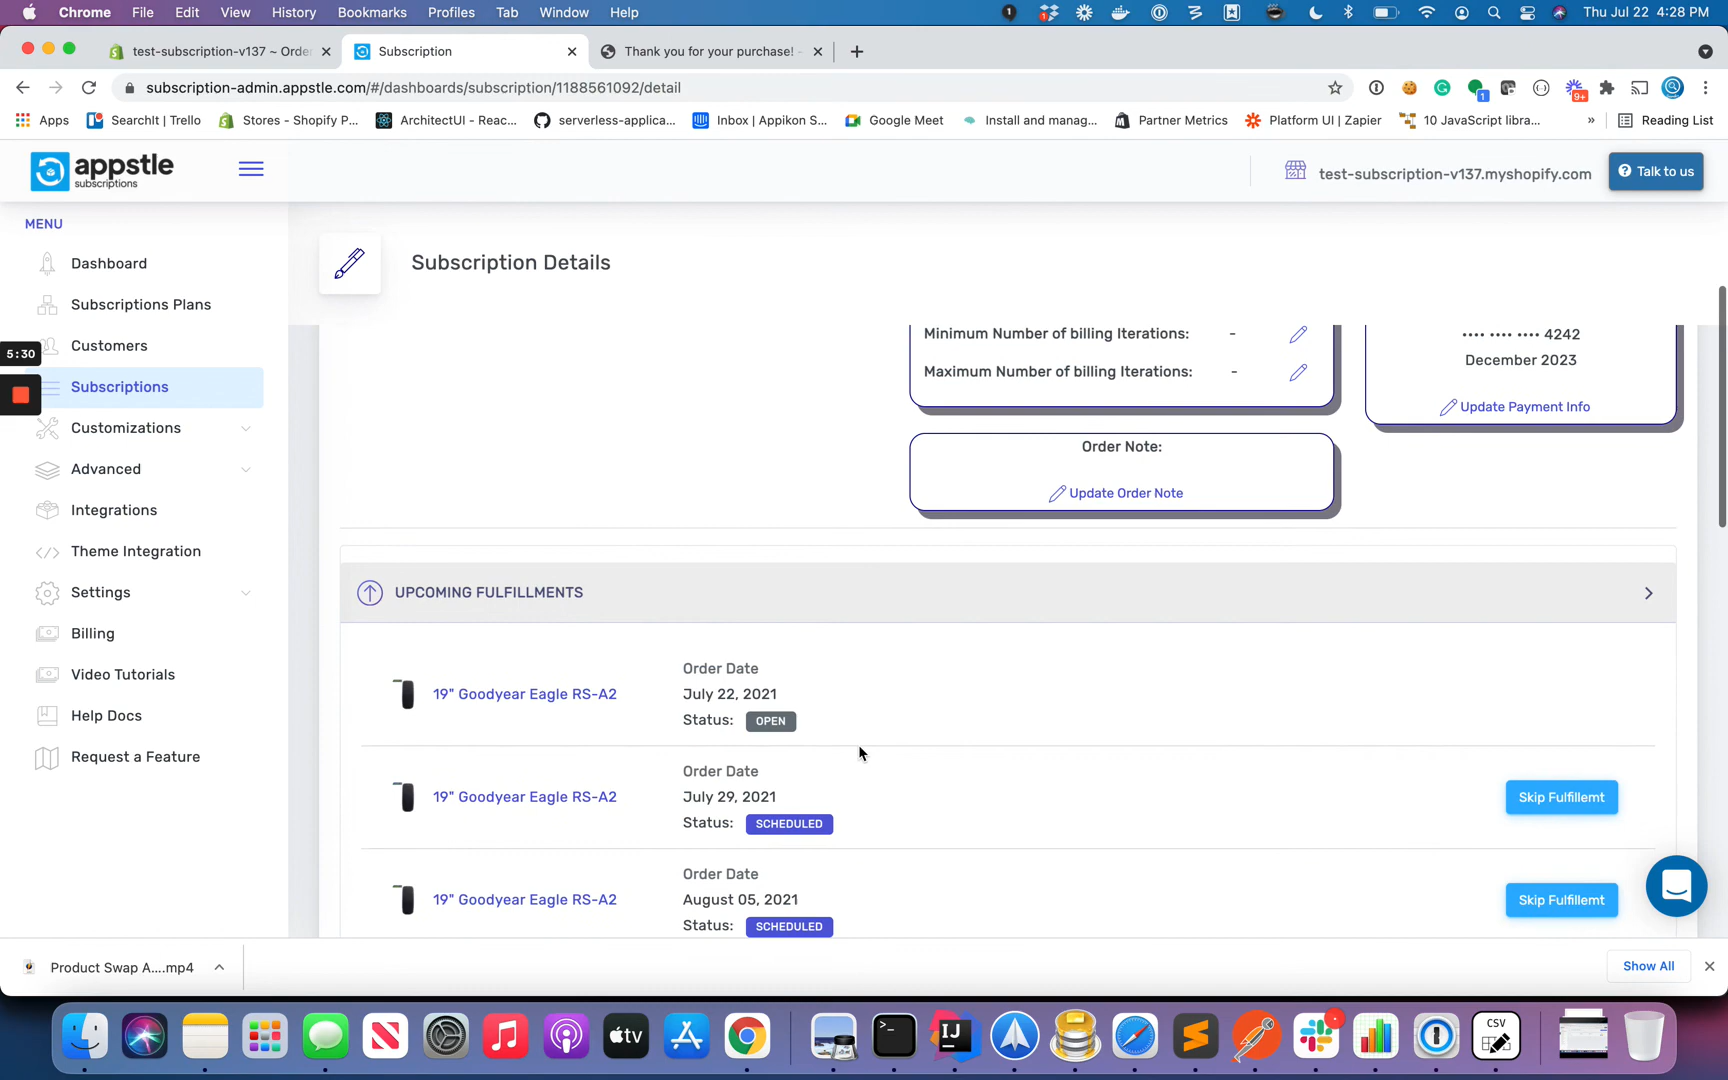 Chrome File Edit View History Bookmarks Profiles Tab Window Help Thu Jul 22 4:28 PM
test-subscription-v137 ~ Orde Subscription Thank you for your purchase! -
subscription-admin.appstle.com/#/dashboards/subscription/1188561092/detail
Apps SearchIt | Trello Stores - Shopify P... ArchitectUI - Reac... serverless-applica... Inbox | Appikon S... Google Meet Install and manag... Partner Metrics Platform UI | Zapier 10 JavaScript libra... » Reading List
appstle
subscriptions
test-subscription-v137.myshopify.com
Talk to us
MENU
Dashboard
Subscriptions Plans
Customers
5:30
Subscriptions
Customizations
Advanced
Integrations
Theme Integration
Settings
Billing
Video Tutorials
Help Docs
Request a Feature
Subscription Details
Minimum Number of billing Iterations: -
Maximum Number of billing Iterations: -
•••• •••• •••• 4242
December 2023
Update Payment Info
Order Note:
Update Order Note
UPCOMING FULFILLMENTS
19" Goodyear Eagle RS-A2
Order Date
July 22, 2021
Status: OPEN
19" Goodyear Eagle RS-A2
Order Date
July 29, 2021
Status: SCHEDULED
Skip Fulfillemt
19" Goodyear Eagle RS-A2
Order Date
August 05, 2021
Status: SCHEDULED
Skip Fulfillemt
Product Swap A....mp4
Show All
tv
IJ
CSV